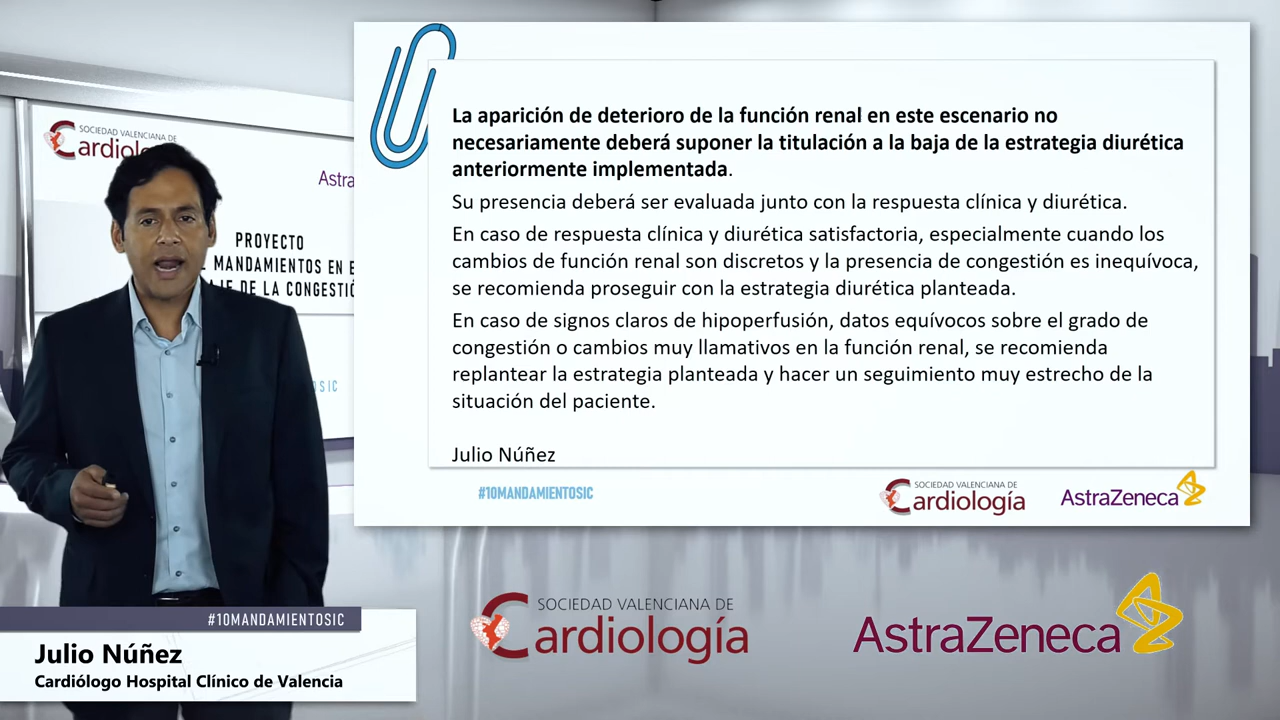 SOCIEDAD VALENCIANA DE
Cardiolo
Astra
PROYECTO
MANDAMIENTOS EN E
AJE DE LA CONGESTIÓ
OSIC
La aparición de deterioro de la función renal en este escenario no
necesariamente deberá suponer la titulación a la baja de la estrategia diurética
anteriormente implementada.
Su presencia deberá ser evaluada junto con la respuesta clínica y diurética.
En caso de respuesta clínica y diurética satisfactoria, especialmente cuando los
cambios de función renal son discretos y la presencia de congestión es inequívoca,
se recomienda proseguir con la estrategia diurética planteada.
En caso de signos claros de hipoperfusión, datos equívocos sobre el grado de
congestión o cambios muy llamativos en la función renal, se recomienda
replantear la estrategia planteada y hacer un seguimiento muy estrecho de la
situación del paciente.
Julio Núñez
#10MANDAMIENTOSIC
SOCIEDAD VALENCIANA DE
Cardiología
AstraZeneca
SOCIEDAD VALENCIANA DE
Cardiología
AstraZeneca
#10MANDAMIENTOSIC
Julio Núñez
Cardiólogo Hospital Clínico de Valencia